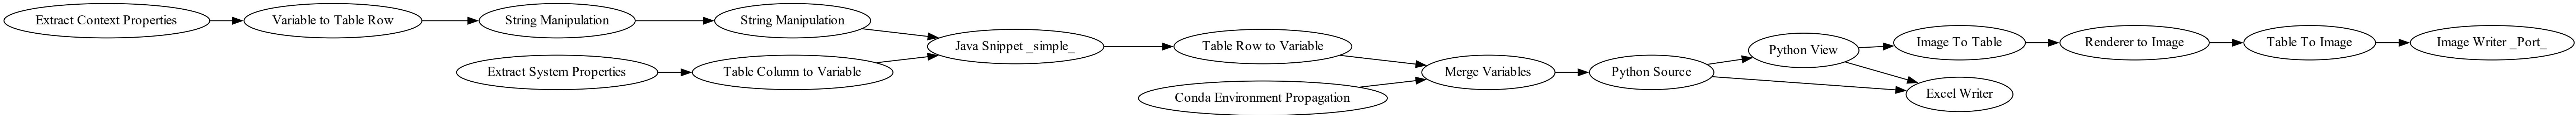 Extract Context Properties
Variable to Table Row
String Manipulation
String Manipulation
Extract System Properties
Table Column to Variable
Java Snippet _simple_
Table Row to Variable
Conda Environment Propagation
Merge Variables
Python Source
Python View
Image To Table
Renderer to Image
Table To Image
Image Writer _Port_
Excel Writer